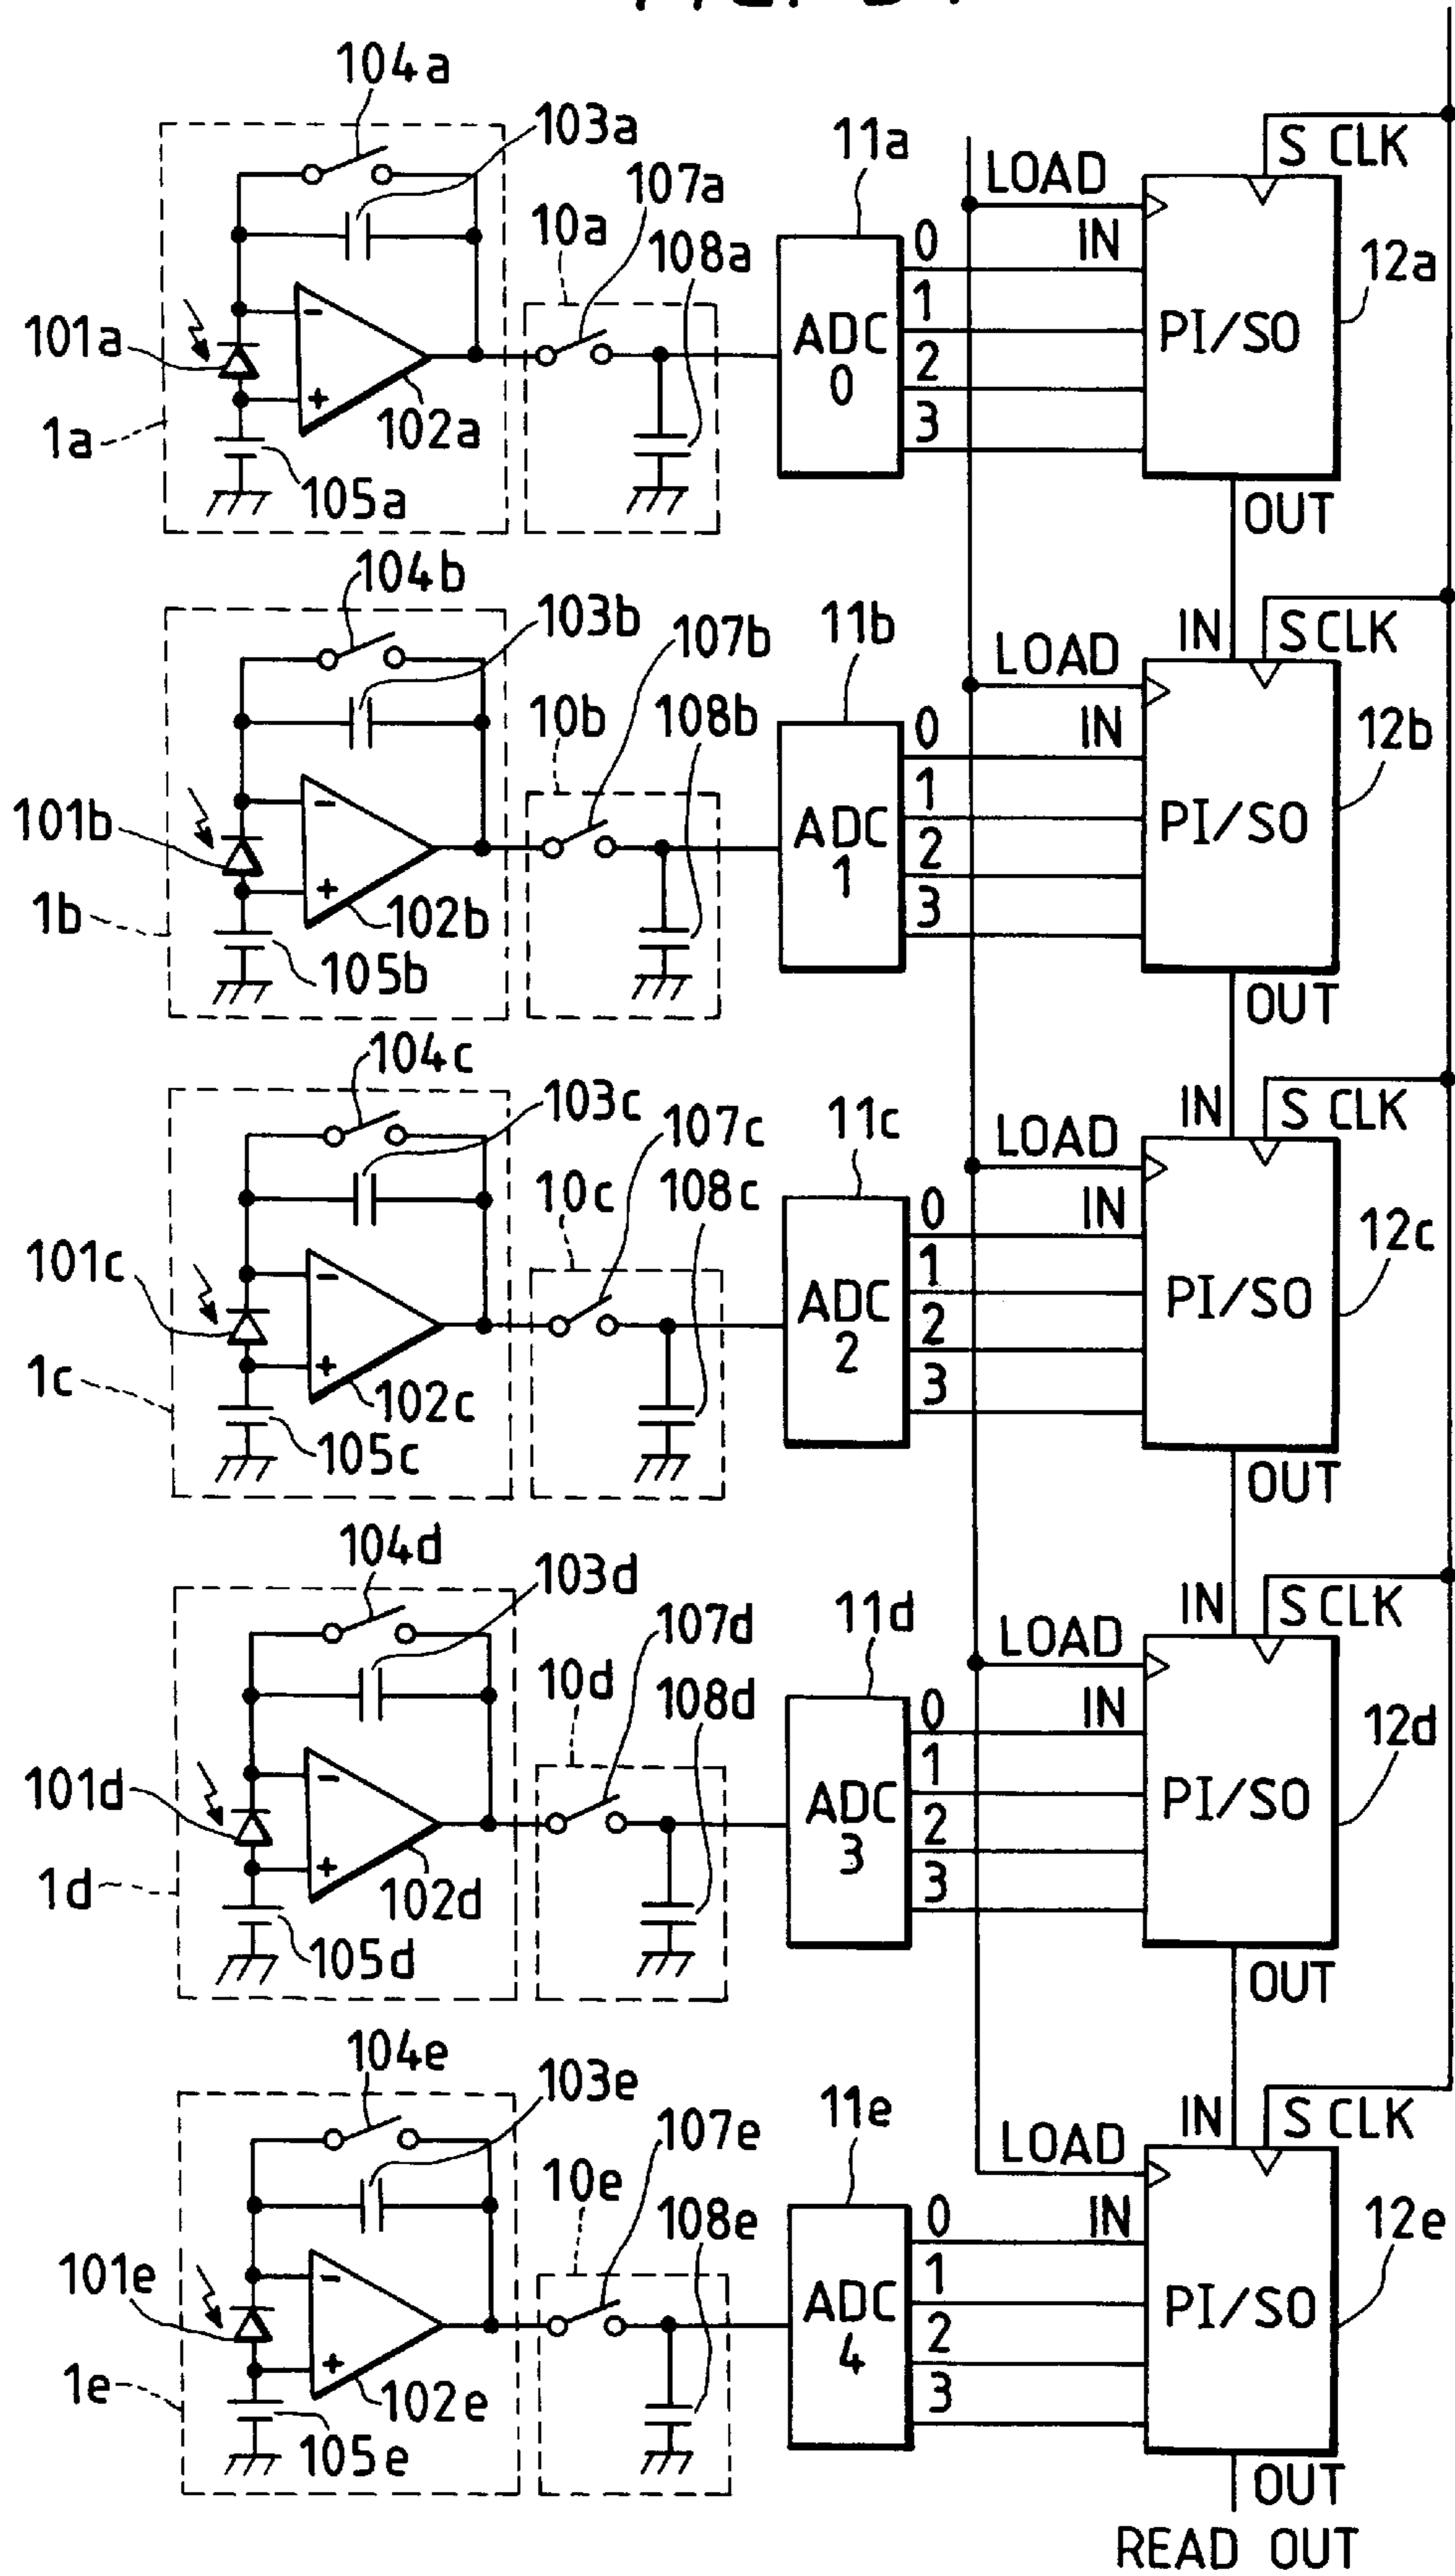 104a
103a
11a
S CLK
107a
LOAD
10a
108a
0
IN
12a
101a
-
1
ADC
0
PI/SO
2
+
102a
3
1a
105a
OUT
104b
103b
11b
IN
S CLK
107b
LOAD
10b
108b
0
IN
12b
101b
-
1
ADC
1
PI/SO
2
+
102b
3
1b
105b
OUT
104c
103c
11c
IN
S CLK
107c
LOAD
10c
108c
0
IN
12c
101c
-
1
ADC
2
PI/SO
2
+
102c
3
1c
105c
OUT
104d
103d
11d
IN
S CLK
107d
LOAD
10d
108d
0
IN
12d
101d
-
1
ADC
3
PI/SO
2
+
102d
3
1d
105d
OUT
104e
103e
11e
IN
S CLK
107e
LOAD
10e
108e
0
IN
12e
101e
-
1
ADC
4
PI/SO
2
+
102e
3
1e
105e
OUT
READ OUT